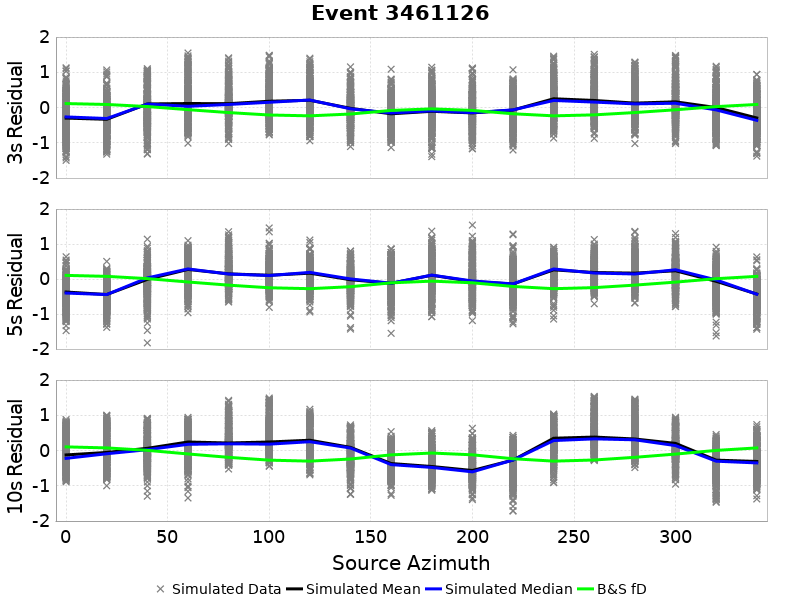 Event 3461126
3s Residual
2
1
0
-1
-2
5s Residual
2
1
0
-1
-2
10s Residual
2
1
0
-1
-2
0 50 100 150 200 250 300
Source Azimuth
Simulated Data Simulated Mean Simulated Median B&S fD